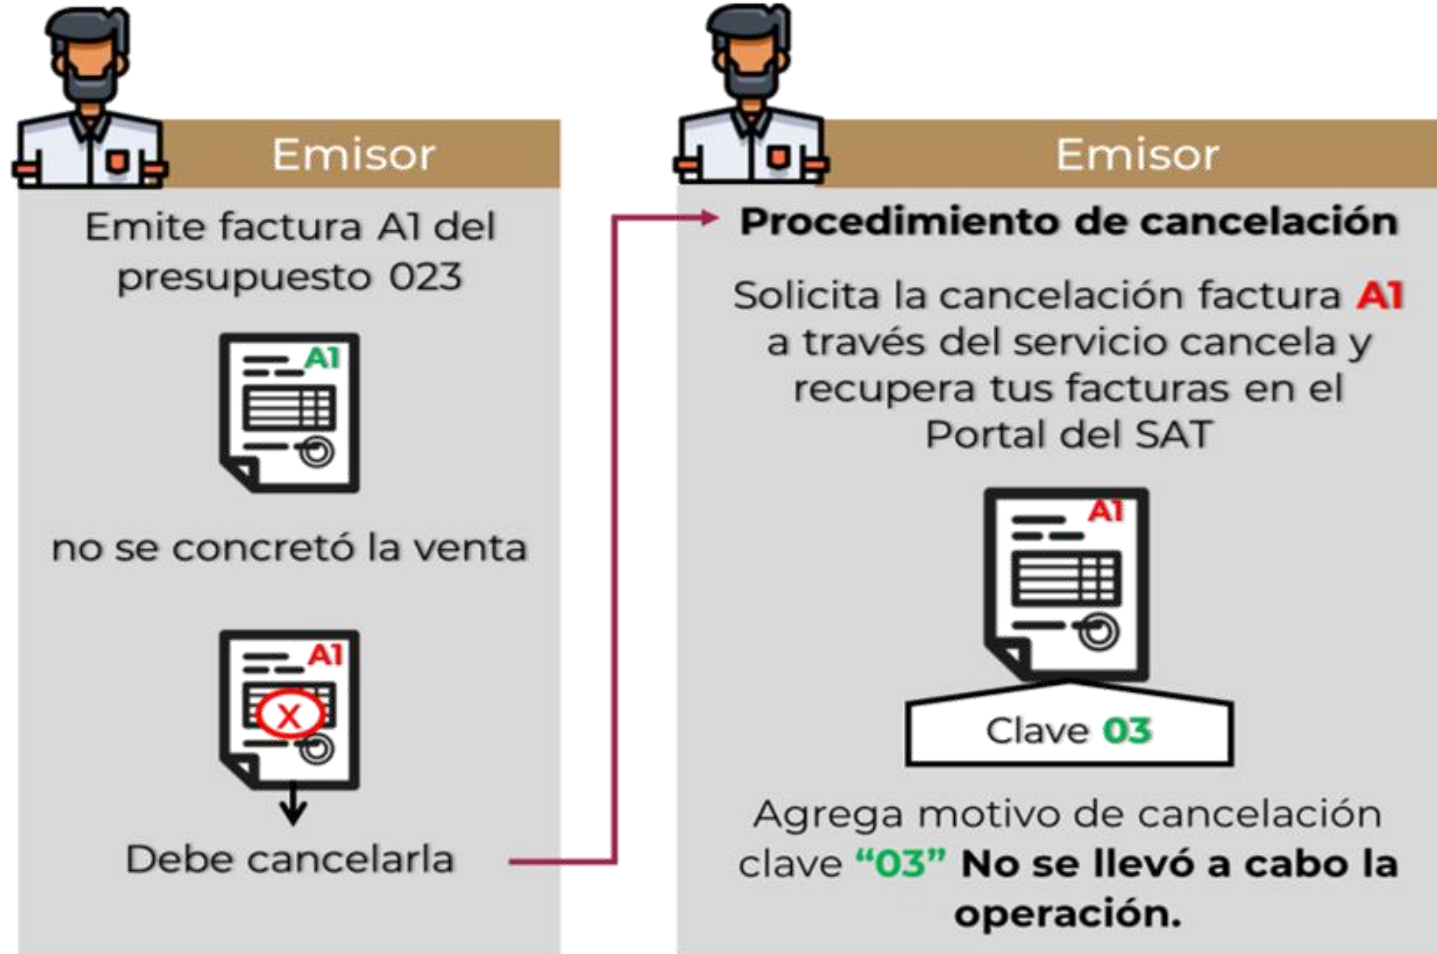 Emisor
Emite factura A1 del
presupuesto 023
A1
no se concretó la venta
A1
X
Debe cancelarla
Emisor
Procedimiento de cancelación
Solicita la cancelación factura A1
a través del servicio cancela y
recupera tus facturas en el
Portal del SAT
A1
Clave 03
Agrega motivo de cancelación
clave “03” No se llevó a cabo la
operación.